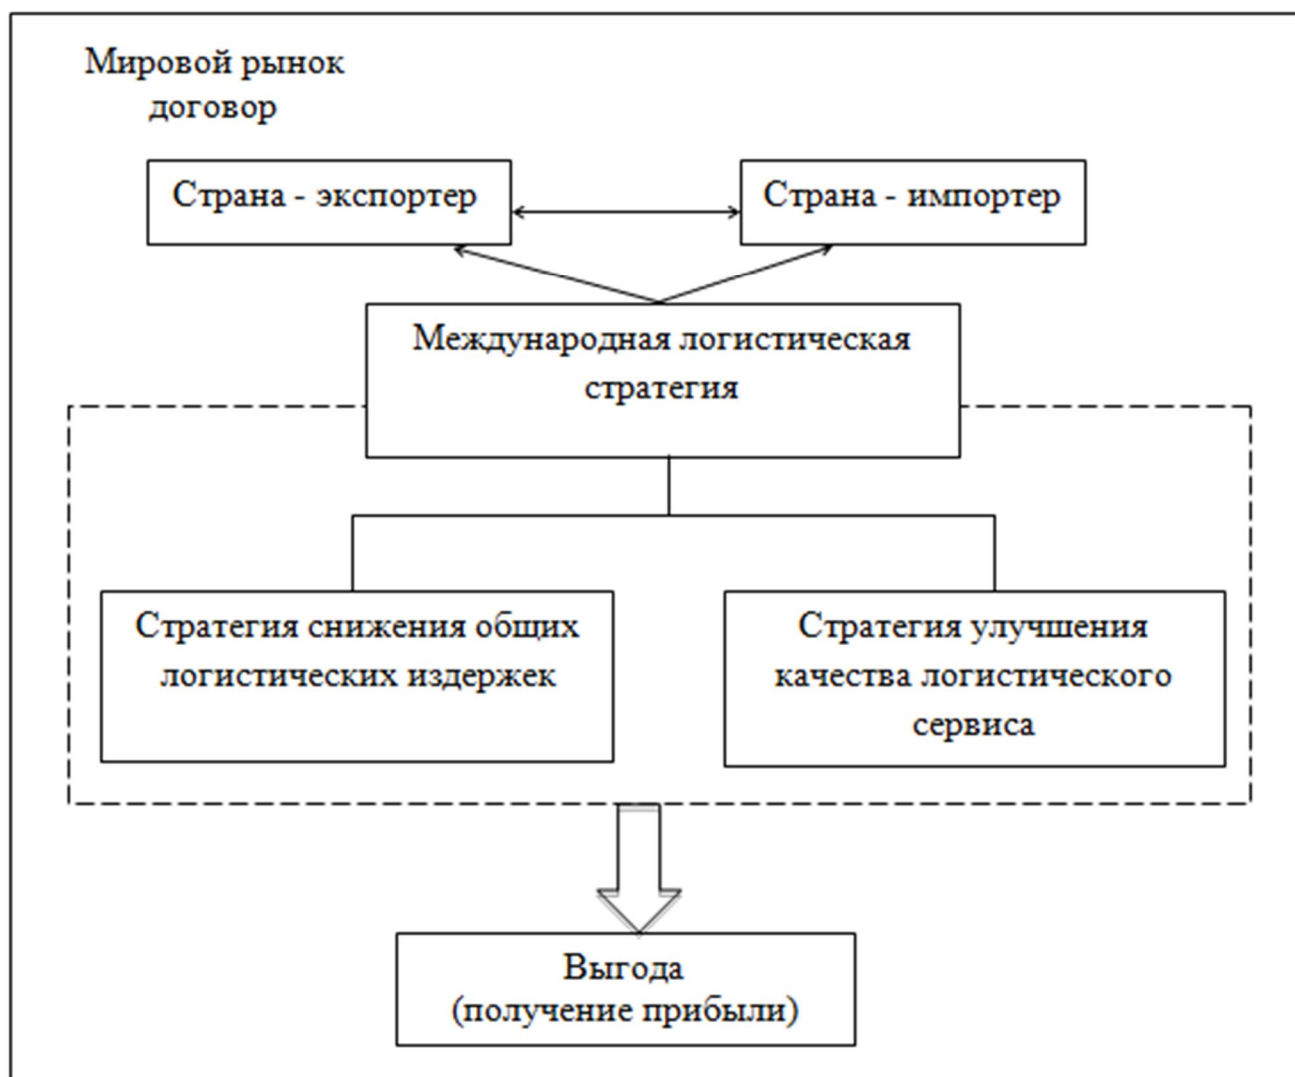 Мировой рынок
договор
Страна - экспортер
Страна - импортер
Международная логистическая
стратегия
Стратегия снижения общих
логистических издержек
Стратегия улучшения
качества логистического
сервиса
Выгода
(получение прибыли)